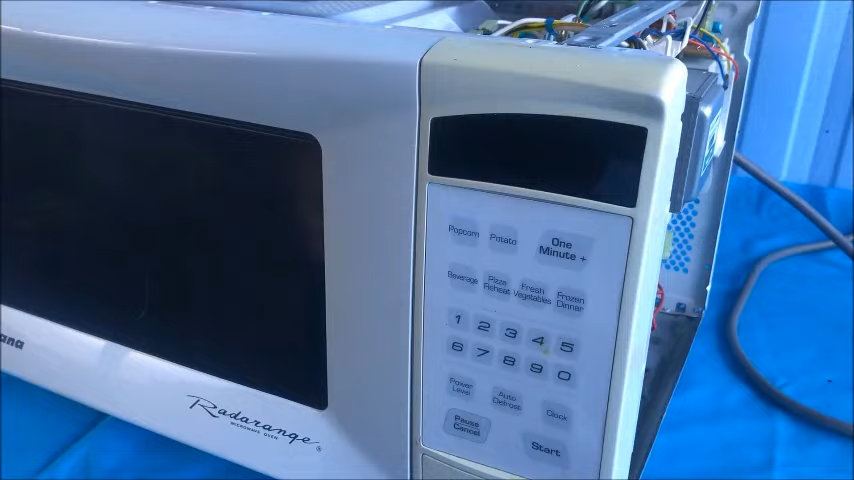 Popcorn Potato One Minute +
Beverage Pizza Reheat Fresh Vegetables Frozen Dinner
1 2 3 4 5
6 7 8 9 0
Power Level Auto Defrost Clock
Pause Cancel Start
ana
Radarange
MICROWAVE OVEN